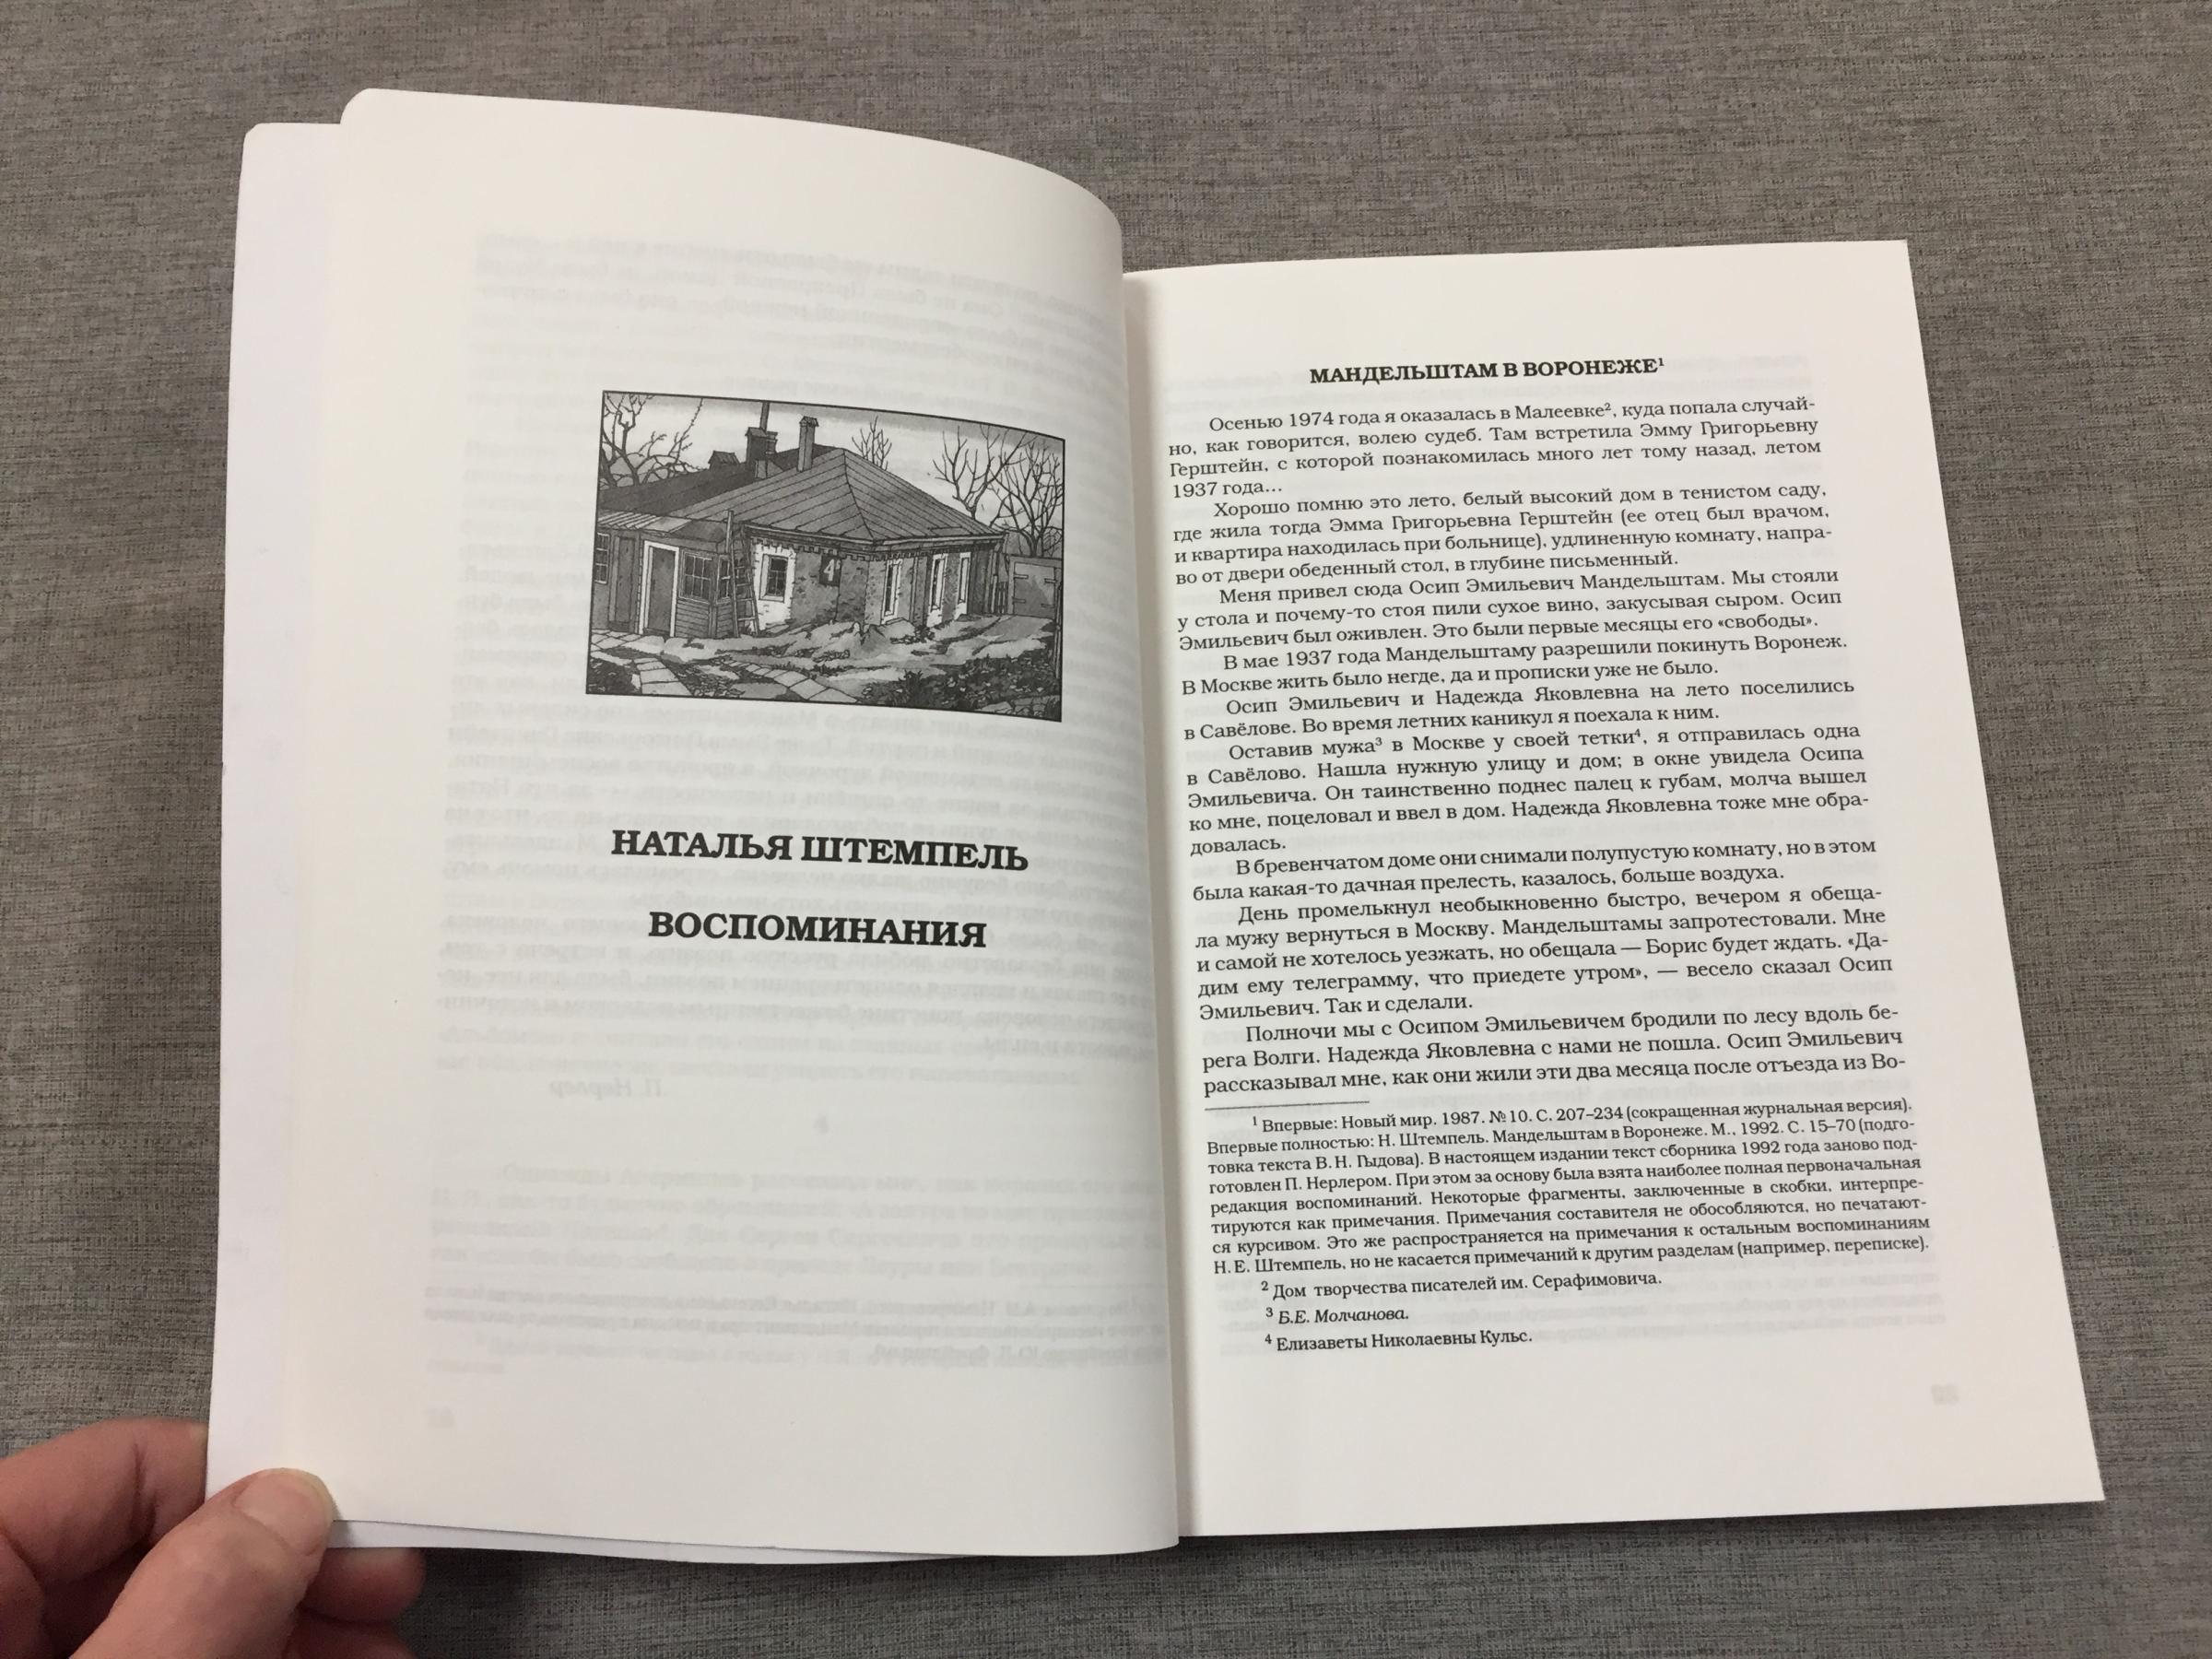 4
НАТАЛЬЯ ШТЕМПЕЛЬ
ВОСПОМИНАНИЯ
МАНДЕЛЬШТАМ В ВОРОНЕЖЕ¹
Осенью 1974 года я оказалась в Малеевке², куда попала случай-
но, как говорится, волею судеб. Там встретила Эмму Григорьевну
Герштейн, с которой познакомилась много лет тому назад, летом
1937 года...
Хорошо помню это лето, белый высокий дом в тенистом саду,
где жила тогда Эмма Григорьевна Герштейн (ее отец был врачом,
и квартира находилась при больнице), удлиненную комнату, напра-
во от двери обеденный стол, в глубине письменный.
Меня привел сюда Осип Эмильевич Мандельштам. Мы стояли
у стола и почему-то стоя пили сухое вино, закусывая сыром. Осип
Эмильевич был оживлен. Это были первые месяцы его «свободы».
В мае 1937 года Мандельштаму разрешили покинуть Воронеж.
В Москве жить было негде, да и прописки уже не было.
Осип Эмильевич и Надежда Яковлевна на лето поселились
в Савёлове. Во время летних каникул я поехала к ним.
Оставив мужа³ в Москве у своей тетки⁴, я отправилась одна
в Савёлово. Нашла нужную улицу и дом; в окне увидела Осипа
Эмильевича. Он таинственно поднес палец к губам, молча вышел
ко мне, поцеловал и ввел в дом. Надежда Яковлевна тоже мне обра-
довалась.
В бревенчатом доме они снимали полупустую комнату, но в этом
была какая-то дачная прелесть, казалось, больше воздуха.
День промелькнул необыкновенно быстро, вечером я обеща-
ла мужу вернуться в Москву. Мандельштамы запротестовали. Мне
и самой не хотелось уезжать, но обещала — Борис будет ждать. «Да-
дим ему телеграмму, что приедете утром», — весело сказал Осип
Эмильевич. Так и сделали.
Полночи мы с Осипом Эмильевичем бродили по лесу вдоль бе-
рега Волги. Надежда Яковлевна с нами не пошла. Осип Эмильевич
рассказывал мне, как они жили эти два месяца после отъезда из Во-
¹ Впервые: Новый мир. 1987. № 10. С. 207–234 (сокращенная журнальная версия).
Впервые полностью: Н. Штемпель. Мандельштам в Воронеже. М., 1992. С. 15–70 (подго-
товка текста В. Н. Гыдова). В настоящем издании текст сборника 1992 года заново под-
готовлен П. Нерлером. При этом за основу была взята наиболее полная первоначальная
редакция воспоминаний. Некоторые фрагменты, заключенные в скобки, интерпре-
тируются как примечания. Примечания составителя не обособляются, но печатают-
ся курсивом. Это же распространяется на примечания к остальным воспоминаниям
Н. Е. Штемпель, но не касается примечаний к другим разделам (например, переписке).
² Дом творчества писателей им. Серафимовича.
³ Б.Е. Молчанова.
⁴ Елизаветы Николаевны Кульс.